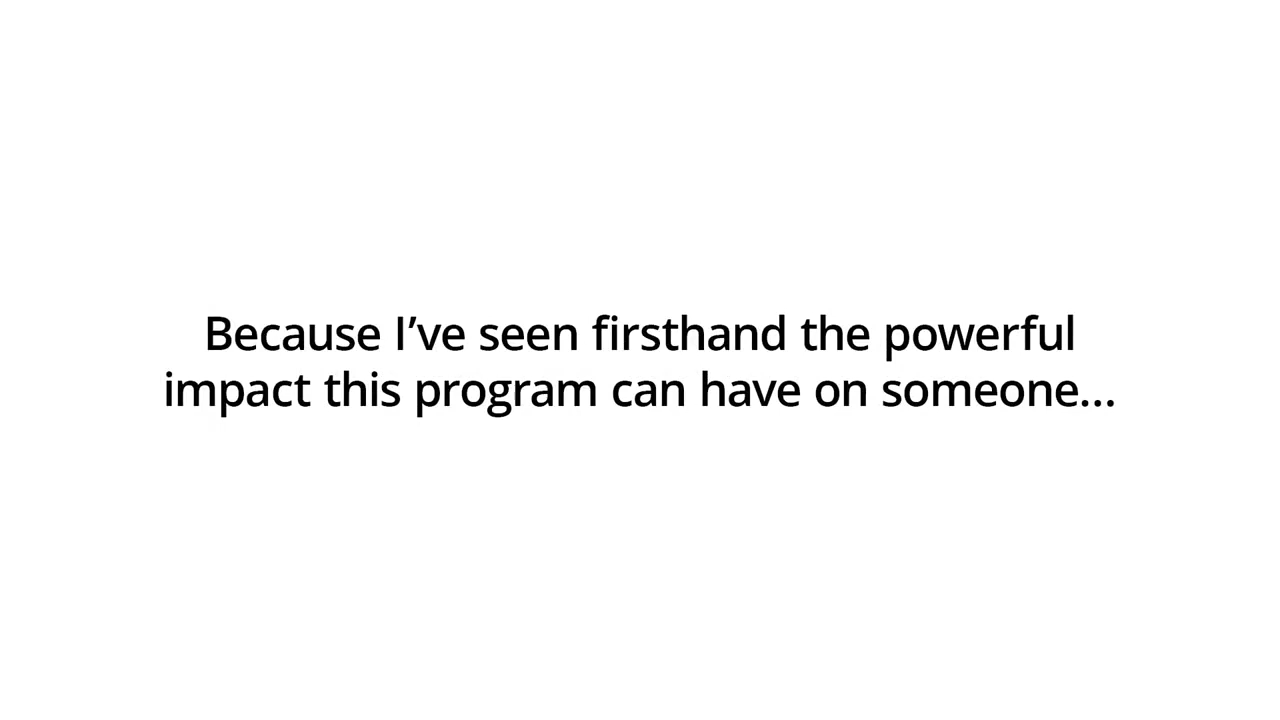 Because I’ve seen firsthand the powerful
impact this program can have on someone...